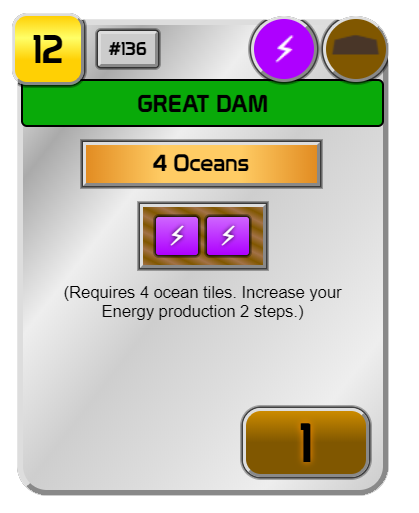 12 #136
GREAT DAM
4 Oceans
(Requires 4 ocean tiles. Increase your
Energy production 2 steps.)
1